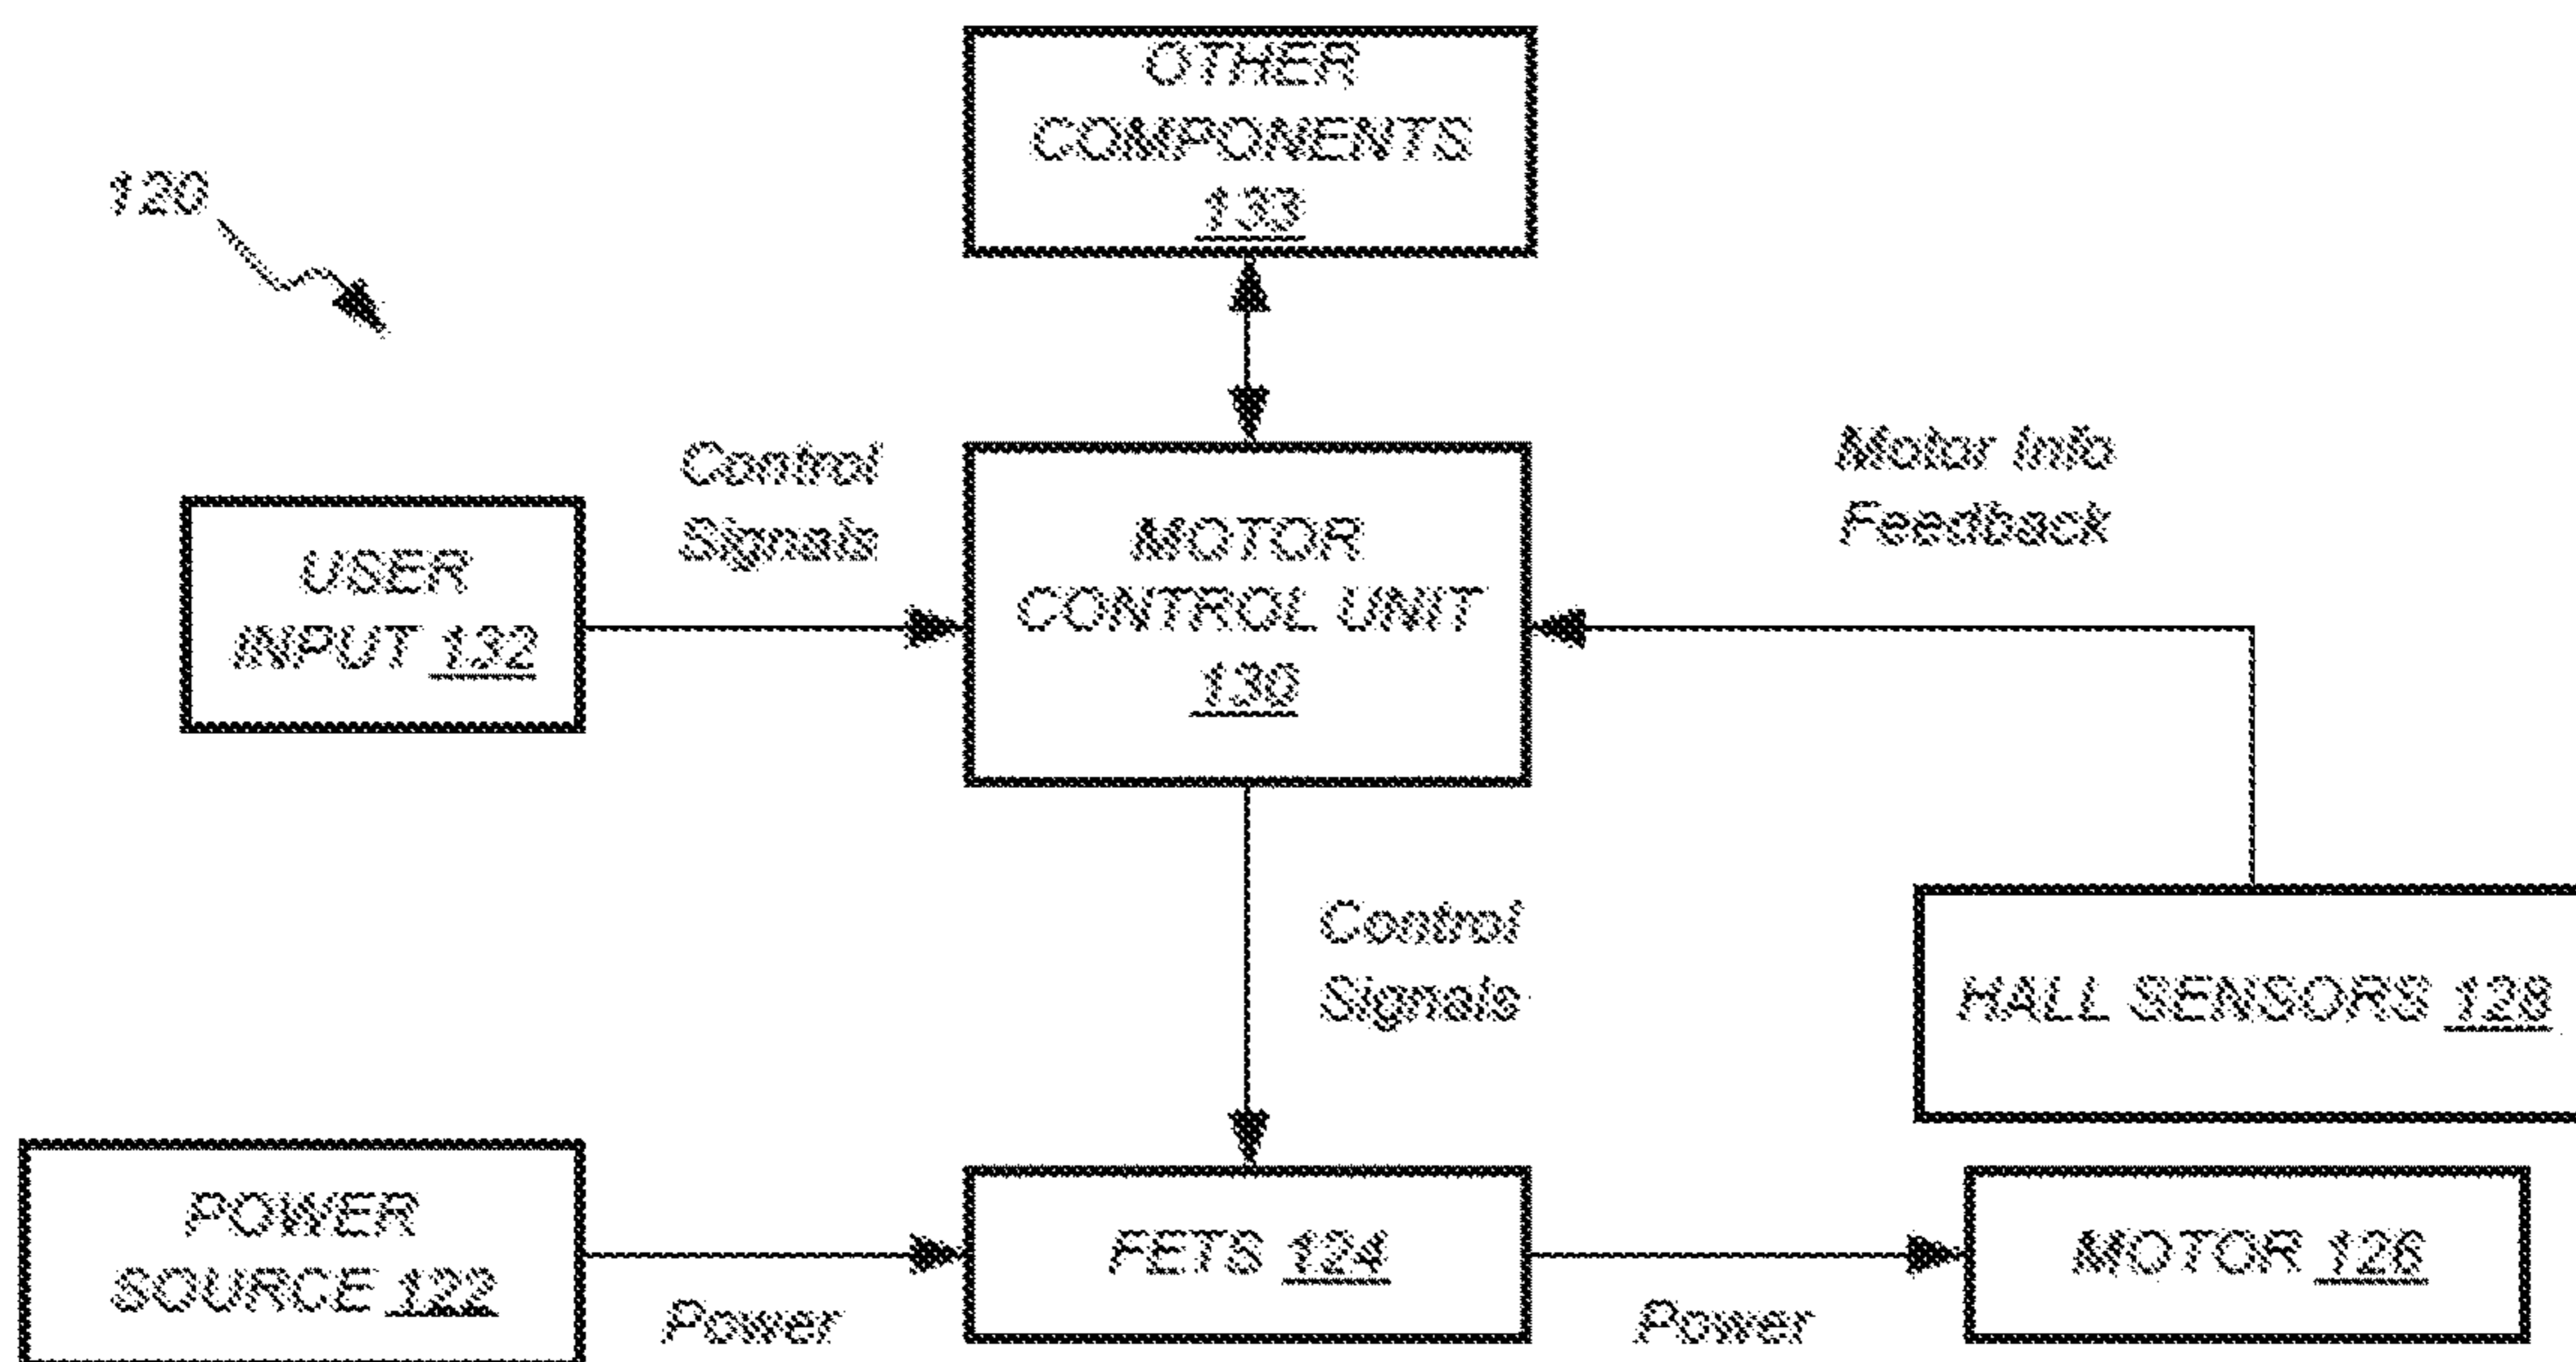 OTHER
COMPONENTS
133
120
Control
Signals
Motor Info
Feedback
USER
INPUT 132
MOTOR
CONTROL UNIT
130
Control
Signals
HALL SENSORS 128
POWER
SOURCE 122
Power
FETS 124
Power
MOTOR 126